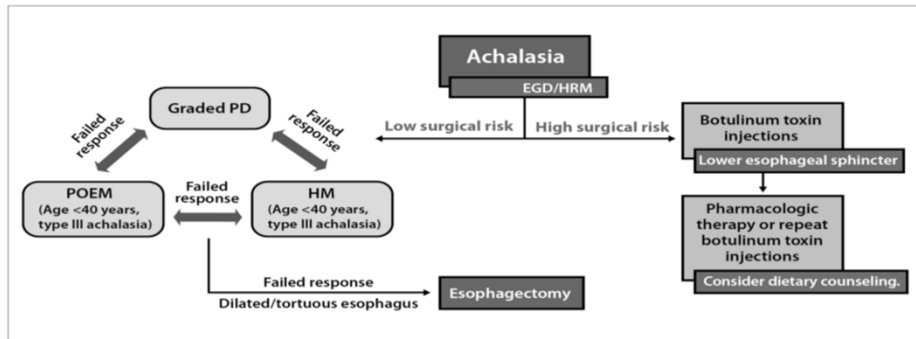 Achalasia
EGD/HRM
Low surgical risk
High surgical risk
Graded PD
Failed
response
Failed
response
POEM
(Age <40 years,
type III achalasia)
Failed
response
HM
(Age <40 years,
type III achalasia)
Failed response
Dilated/tortuous esophagus
Esophagectomy
Botulinum toxin
injections
Lower esophageal sphincter
Pharmacologic
therapy or repeat
botulinum toxin
injections
Consider dietary counseling.